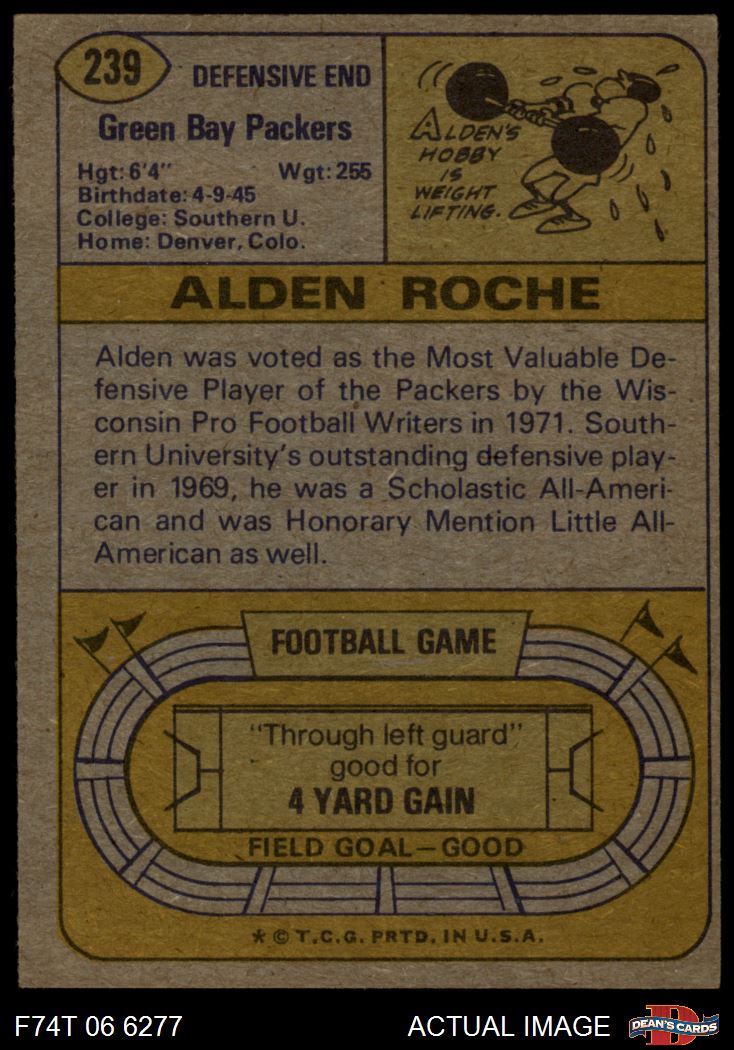 239
DEFENSIVE END
Green Bay Packers
Hgt: 6'4" Wgt: 255
Birthdate: 4-9-45
College: Southern U.
Home: Denver, Colo.
ALDEN'S
HOBBY
IS
WEIGHT
LIFTING.
ALDEN ROCHE
Alden was voted as the Most Valuable De-
fensive Player of the Packers by the Wis-
consin Pro Football Writers in 1971. South-
ern University's outstanding defensive play-
er in 1969, he was a Scholastic All-Ameri-
can and was Honorary Mention Little All-
American as well.
FOOTBALL GAME
"Through left guard"
good for
4 YARD GAIN
FIELD GOAL—GOOD
* © T.C.G. PRTD. IN U.S.A.
F74T 06 6277 ACTUAL IMAGE D DEAN'S CARDS